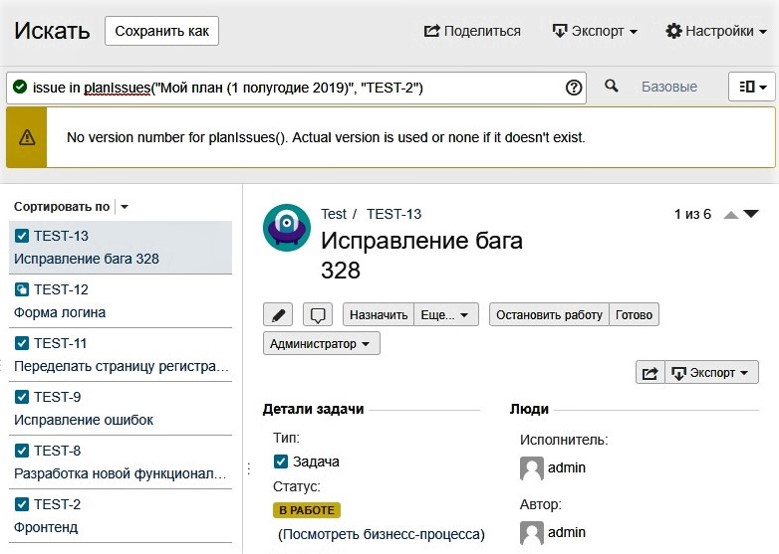 Искать
Сохранить как
Поделиться
Экспорт
Настройки
issue in planIssues("Мой план (1 полугодие 2019)", "TEST-2")
Базовые
No version number for planIssues(). Actual version is used or none if it doesn't exist.
Сортировать по
TEST-13
Исправление бага 328
TEST-12
Форма логина
TEST-11
Переделать страницу регистра...
TEST-9
Исправление ошибок
TEST-8
Разработка новой функционал...
TEST-2
Фронтенд
Test / TEST-13
1 из 6
Исправление бага
328
Назначить
Еще...
Остановить работу
Готово
Администратор
Экспорт
Детали задачи
Тип:
Задача
Статус:
В РАБОТЕ
(Посмотреть бизнесс-процесса)
Люди
Исполнитель:
admin
Автор:
admin